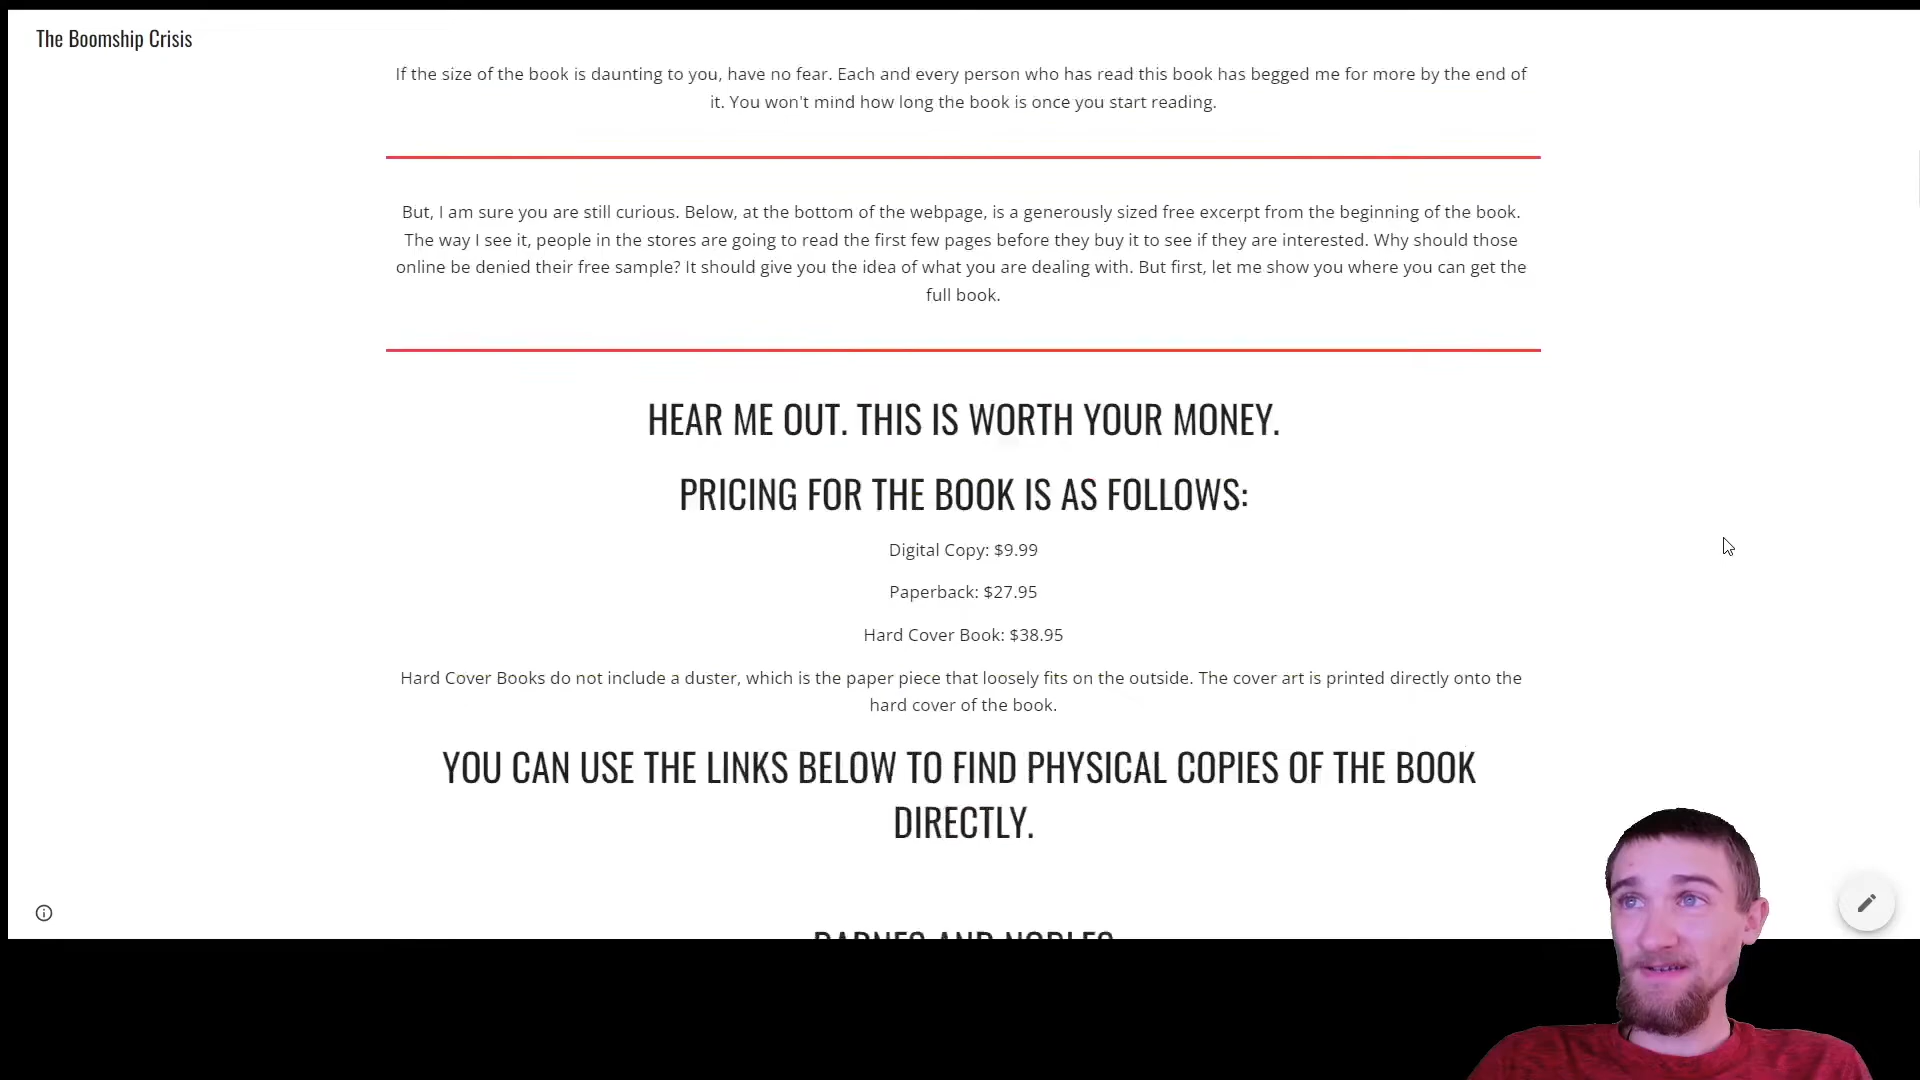 The Boomship Crisis
If the size of the book is daunting to you, have no fear. Each and every person who has read this book has begged me for more by the end of
it. You won't mind how long the book is once you start reading.
But, I am sure you are still curious. Below, at the bottom of the webpage, is a generously sized free excerpt from the beginning of the book.
The way I see it, people in the stores are going to read the first few pages before they buy it to see if they are interested. Why should those
online be denied their free sample? It should give you the idea of what you are dealing with. But first, let me show you where you can get the
full book.
HEAR ME OUT. THIS IS WORTH YOUR MONEY.
PRICING FOR THE BOOK IS AS FOLLOWS:
Digital Copy: $9.99
Paperback: $27.95
Hard Cover Book: $38.95
Hard Cover Books do not include a duster, which is the paper piece that loosely fits on the outside. The cover art is printed directly onto the
hard cover of the book.
YOU CAN USE THE LINKS BELOW TO FIND PHYSICAL COPIES OF THE BOOK
DIRECTLY.
BARNES AND NOBLES